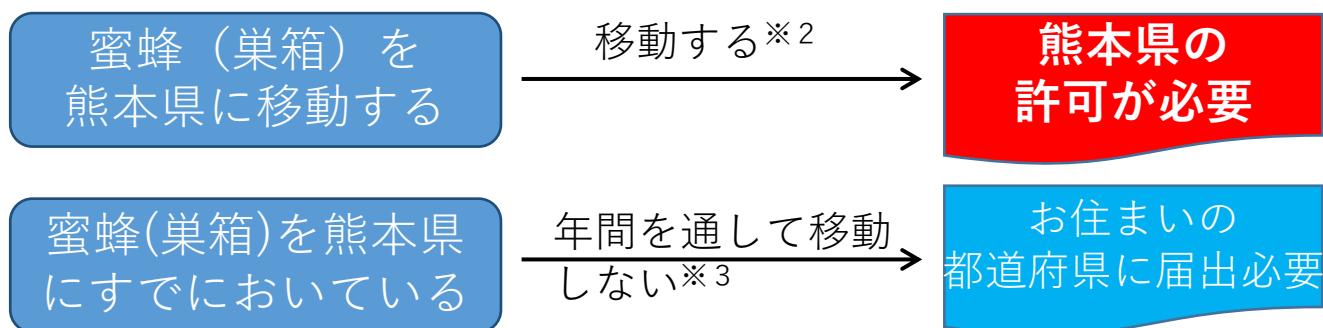 蜜蜂（巣箱）を
熊本県に移動する
移動する※2
熊本県の
許可が必要
蜜蜂(巣箱)を熊本県
にすでにおいている
年間を通して移動
しない※3
お住まいの
都道府県に届出必要